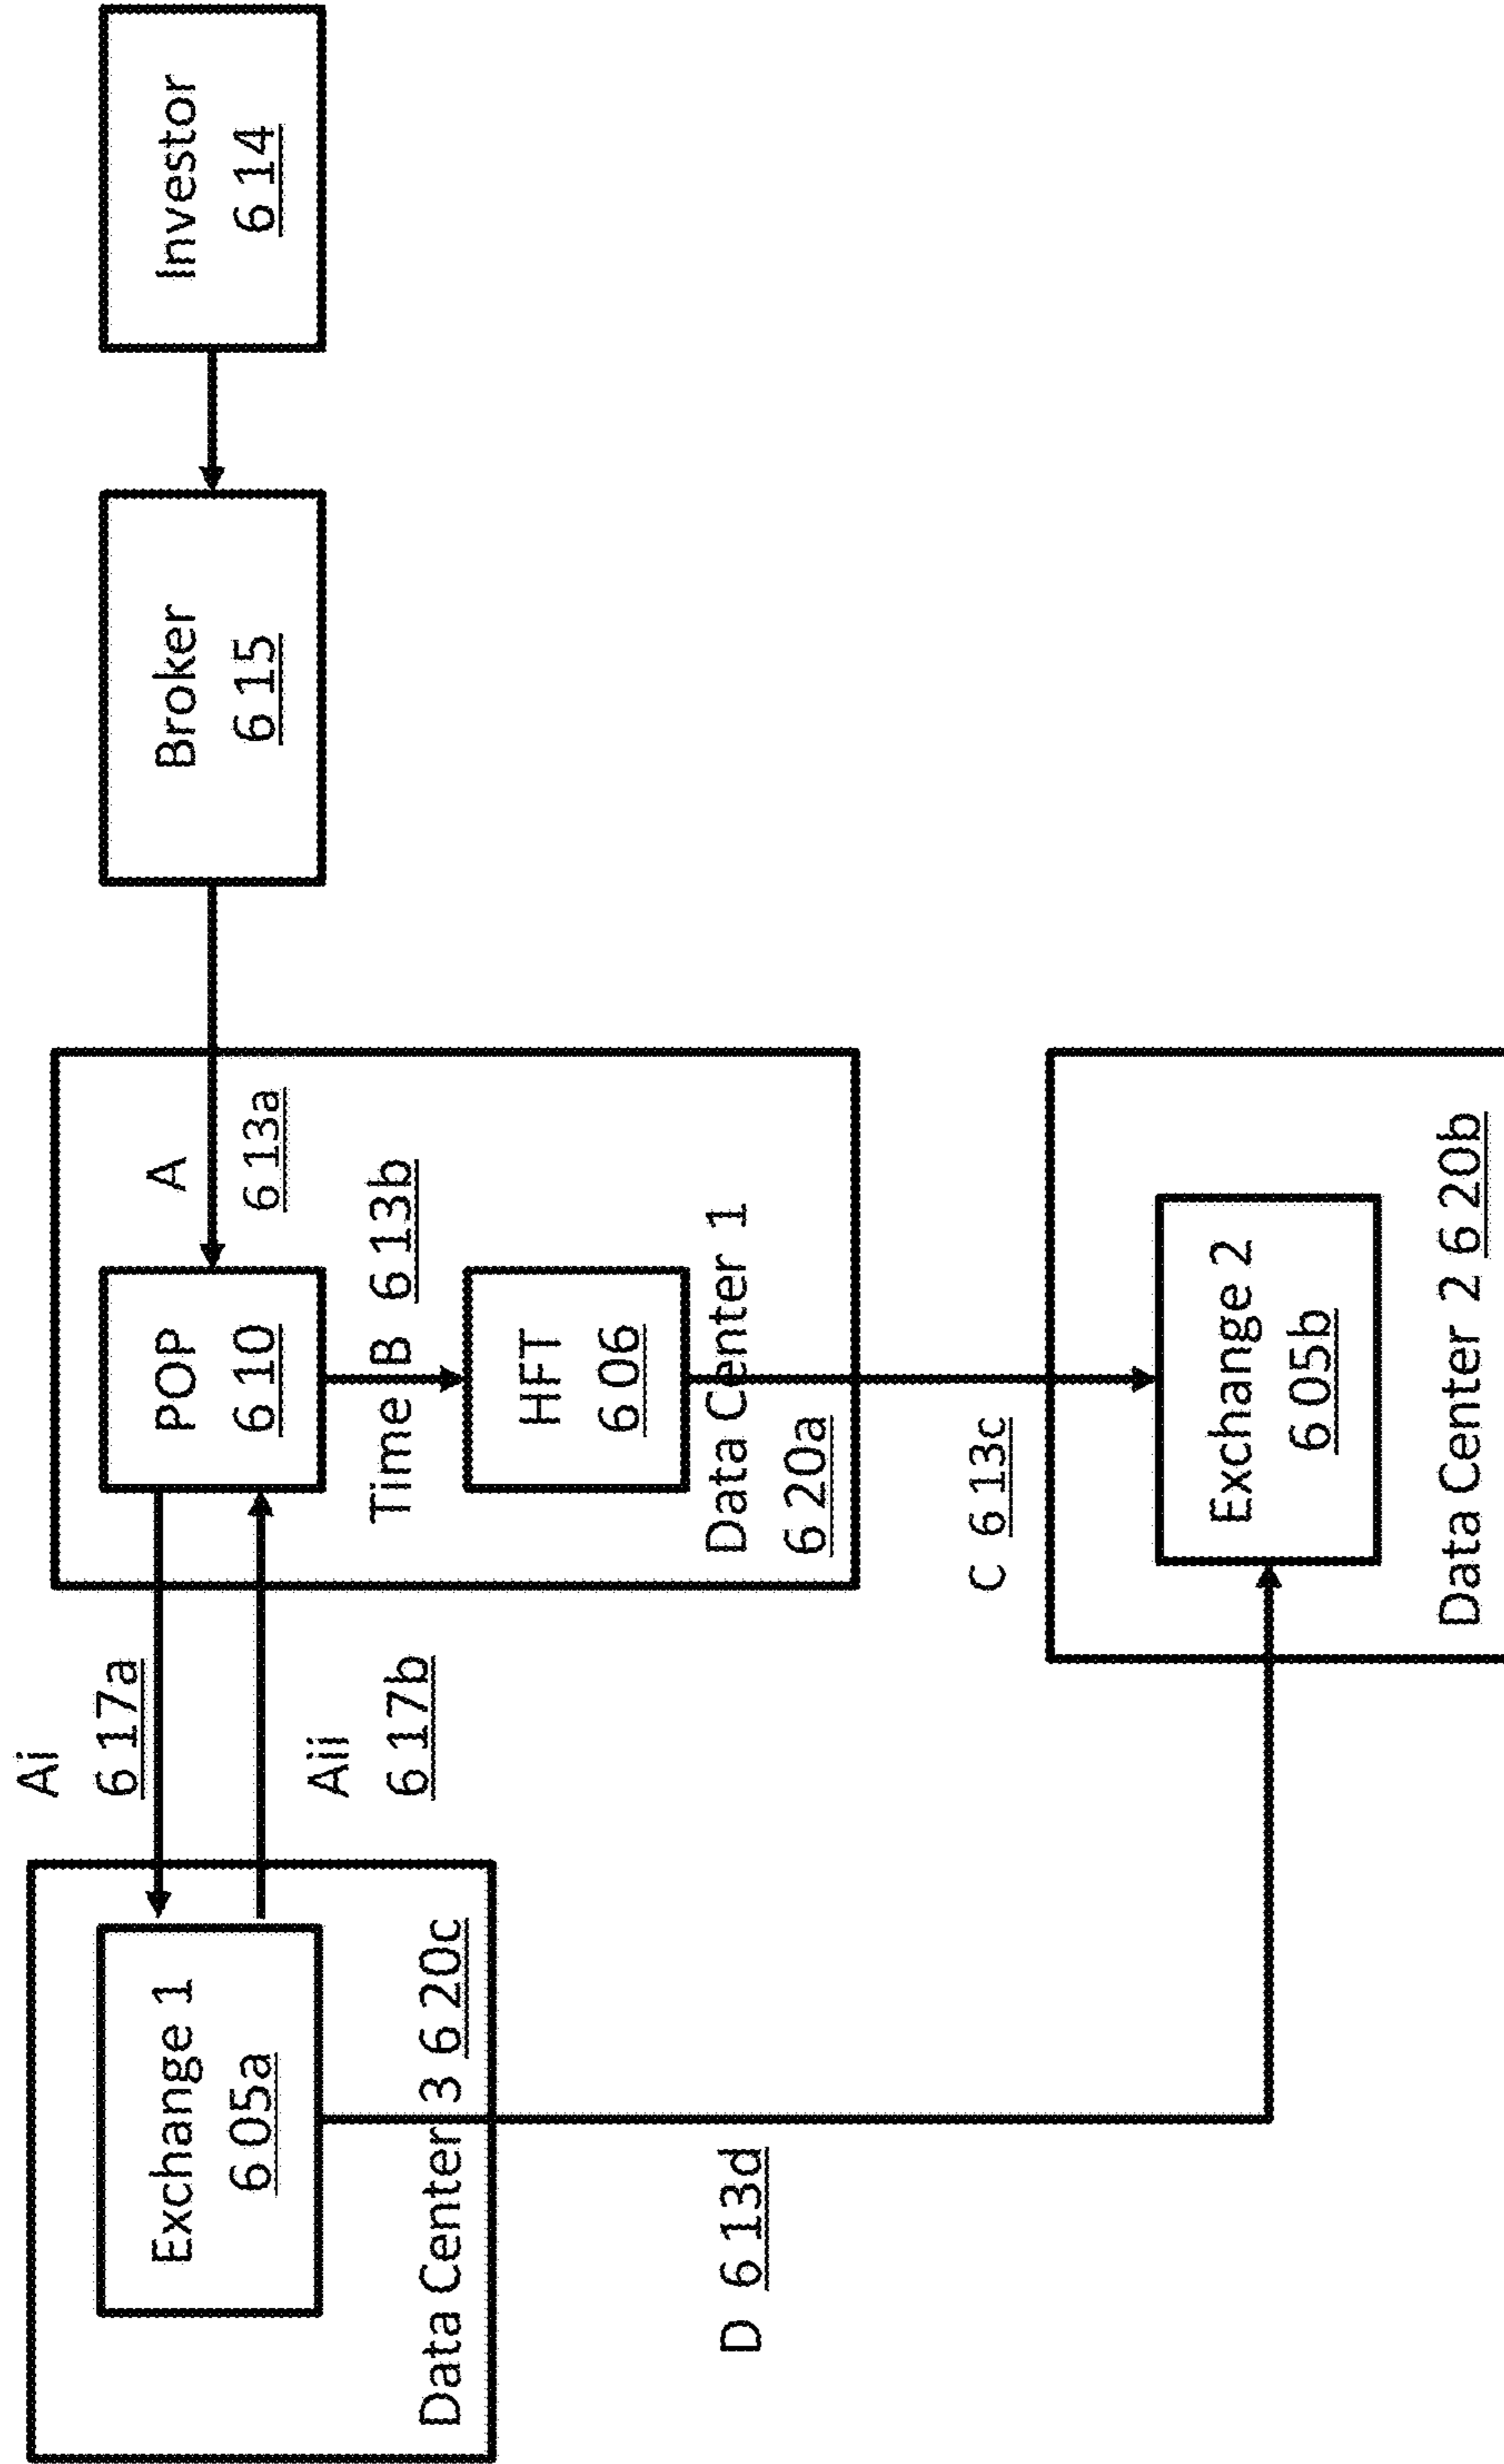 Exchange 1
6 05a
Data Center 3 6 20c
Ai
6 17a
Aii
6 17b
D 6 13d
POP
6 10
A
6 13a
Time B 6 13b
HFT
6 06
Data Center 1
6 20a
C 6 13c
Exchange 2
6 05b
Data Center 2 6 20b
Broker
6 15
Investor
6 14